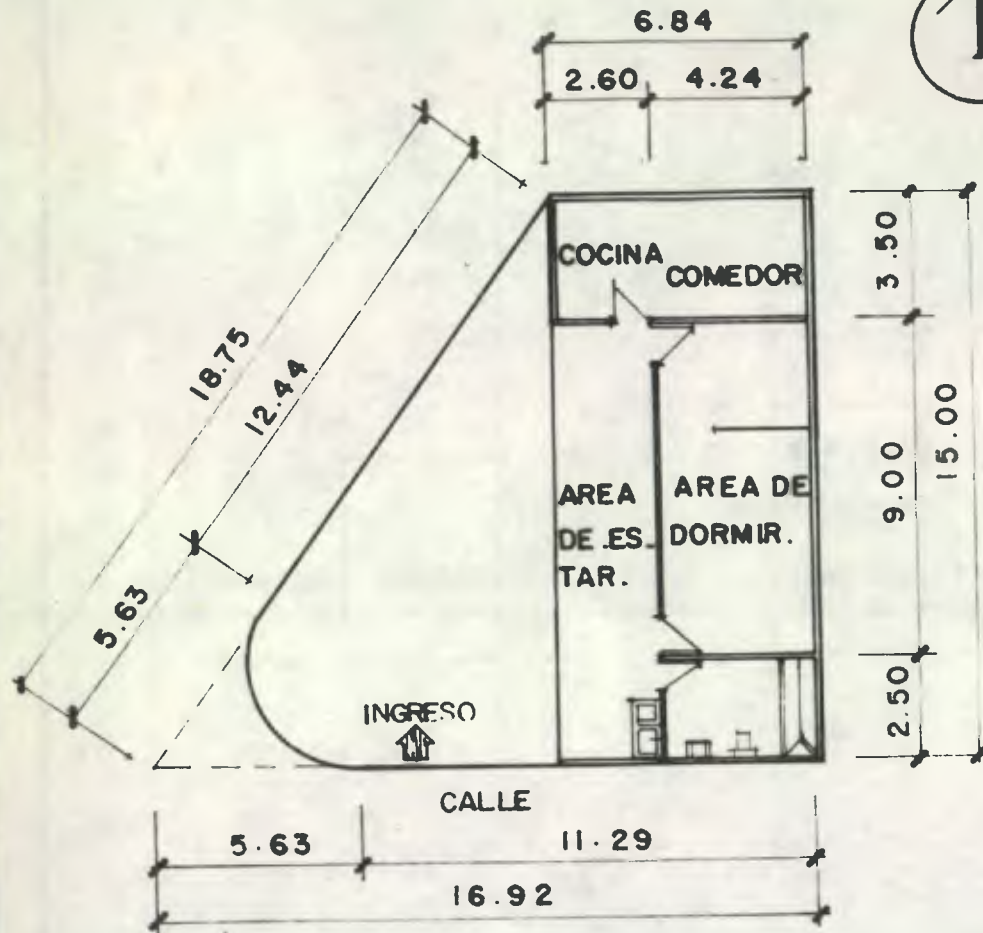 6.84
2.60
4.24
COCINA
COMEDOR
3.50
18.75
12.44
15.00
9.00
AREA
DE .ES_
TAR.
AREA DE
DORMIR.
5.63
2.50
INGRESO
CALLE
5.63
11.29
16.92